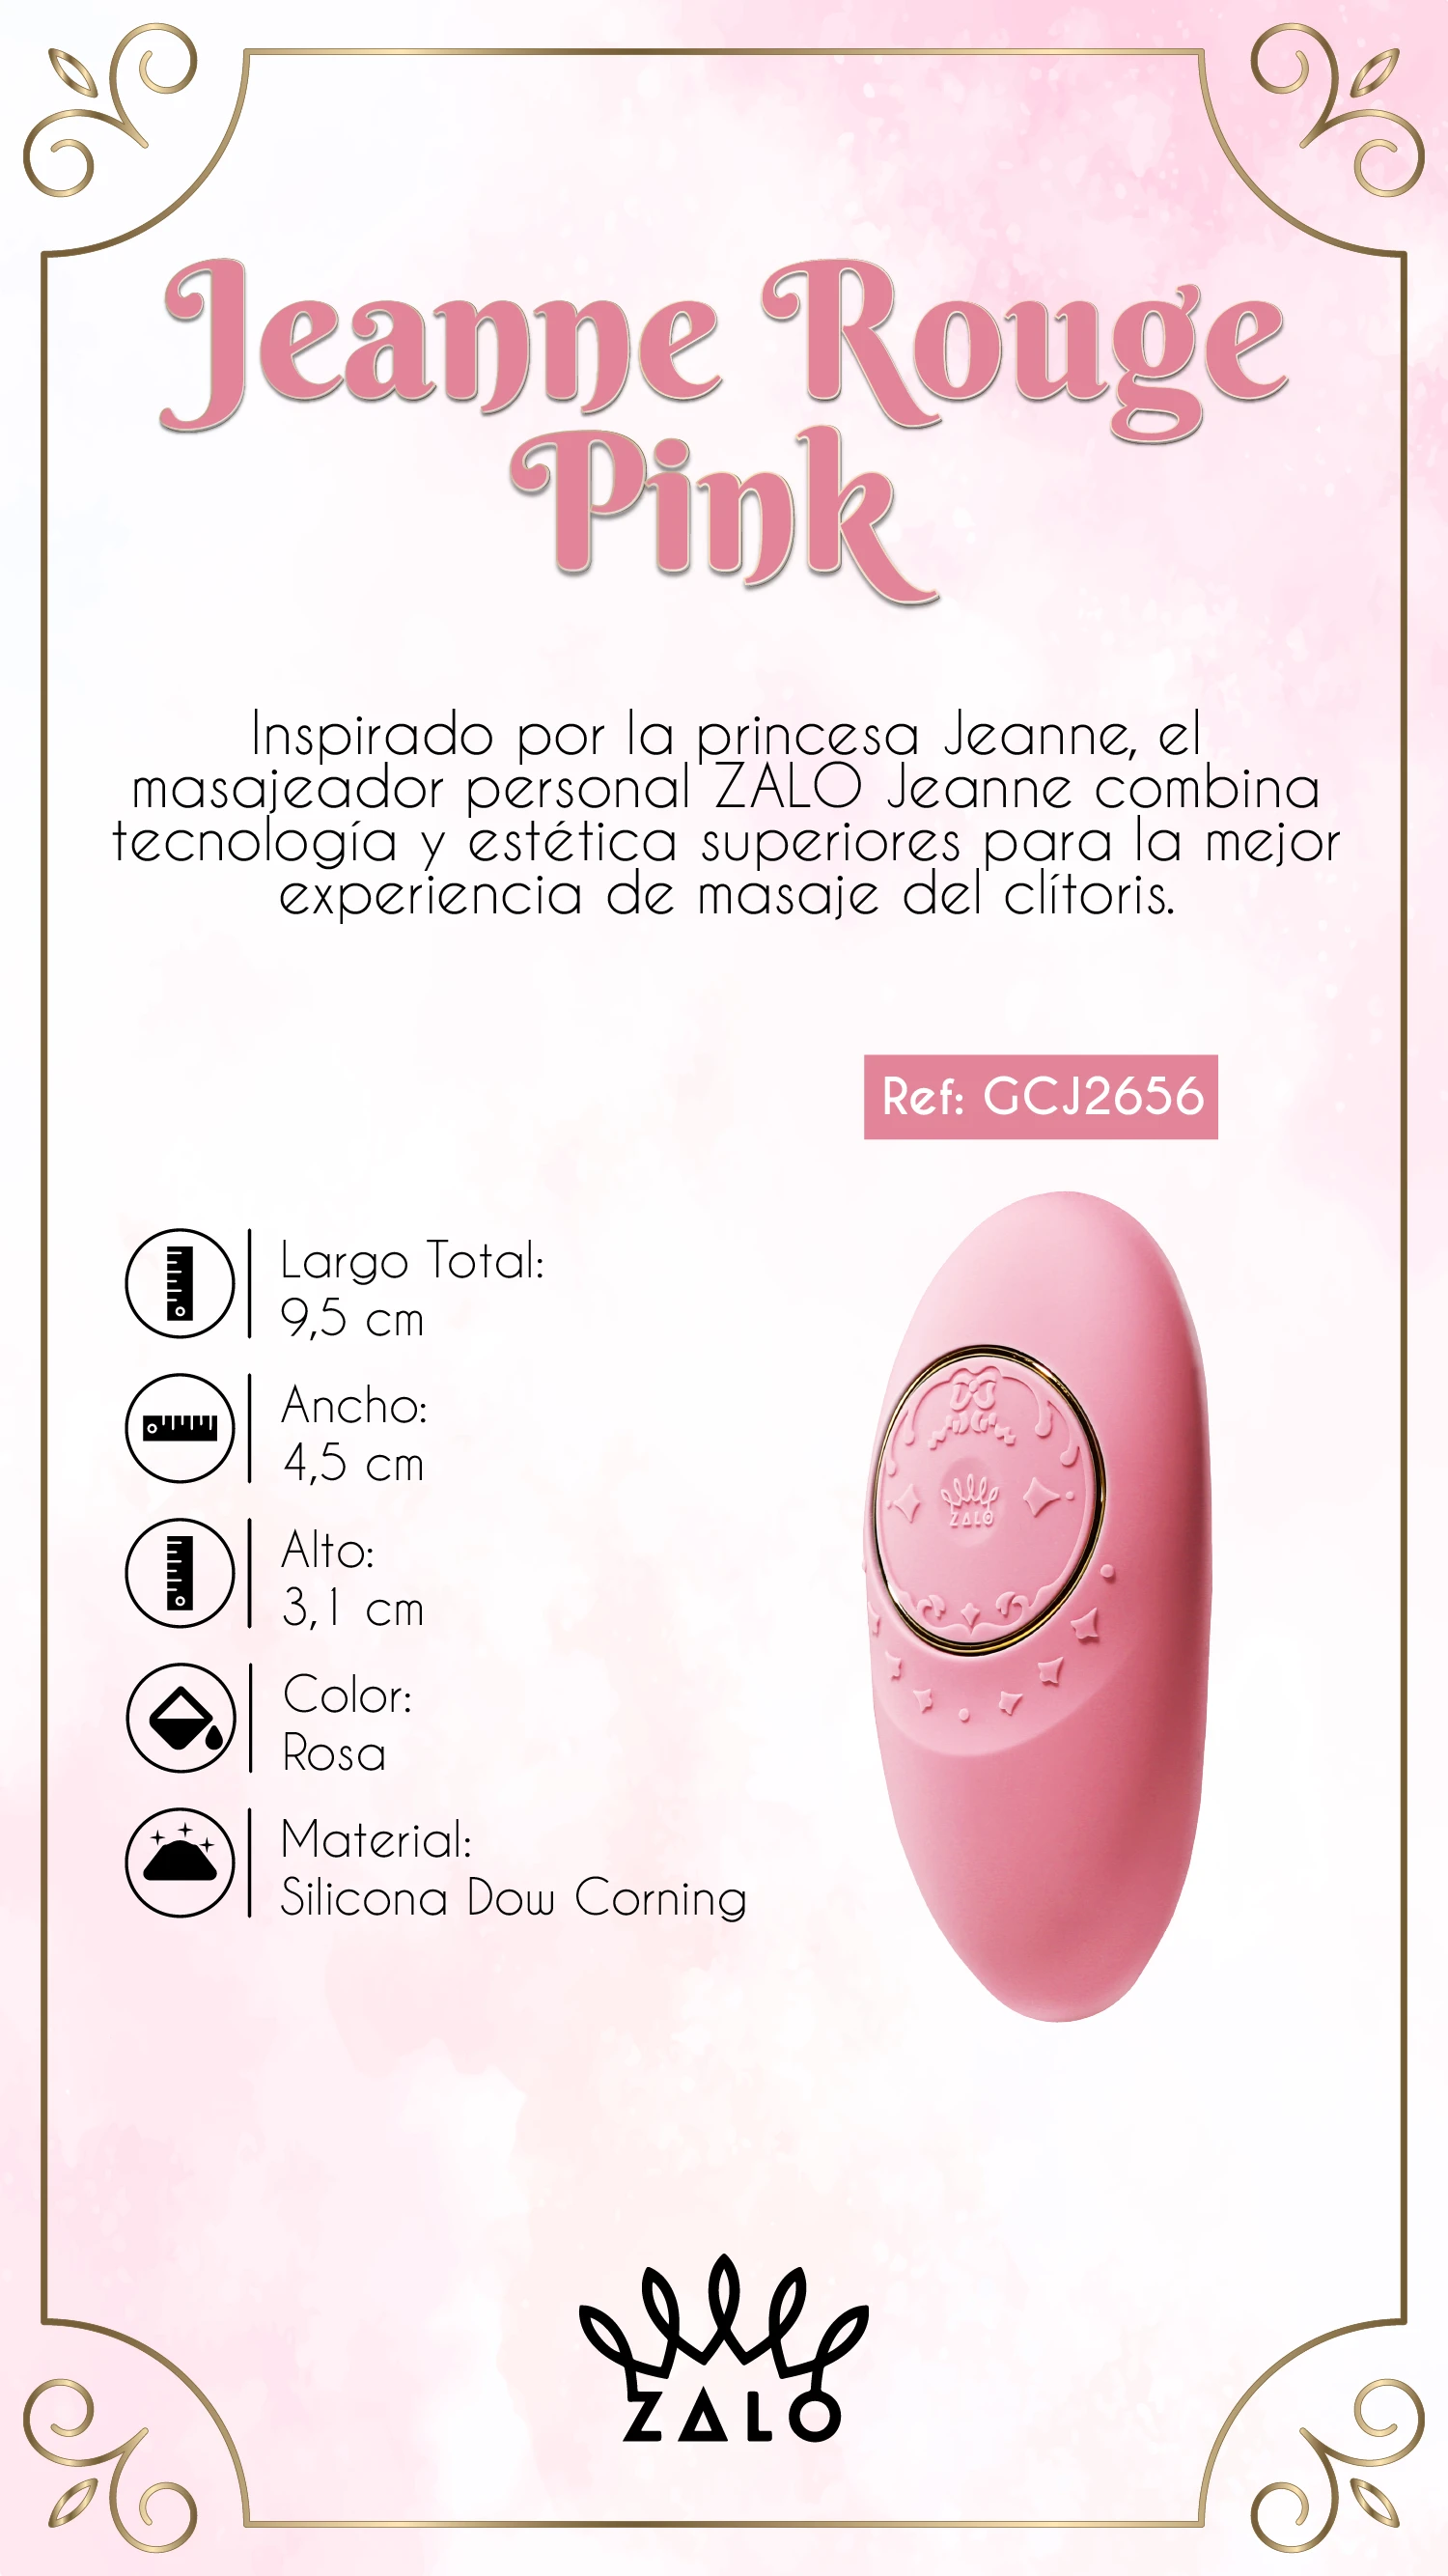 Jeanne Rouge
Pink
Inspirado por la princesa Jeanne, el
masajeador personal ZALO Jeanne combina
tecnología y estética superiores para la mejor
experiencia de masaje del clítoris.
Ref: GCJ2656
Largo Total:
9,5 cm
Ancho:
4,5 cm
Alto:
3,1 cm
Color:
Rosa
Material:
Silicona Dow Corning
ZALO
ZALO